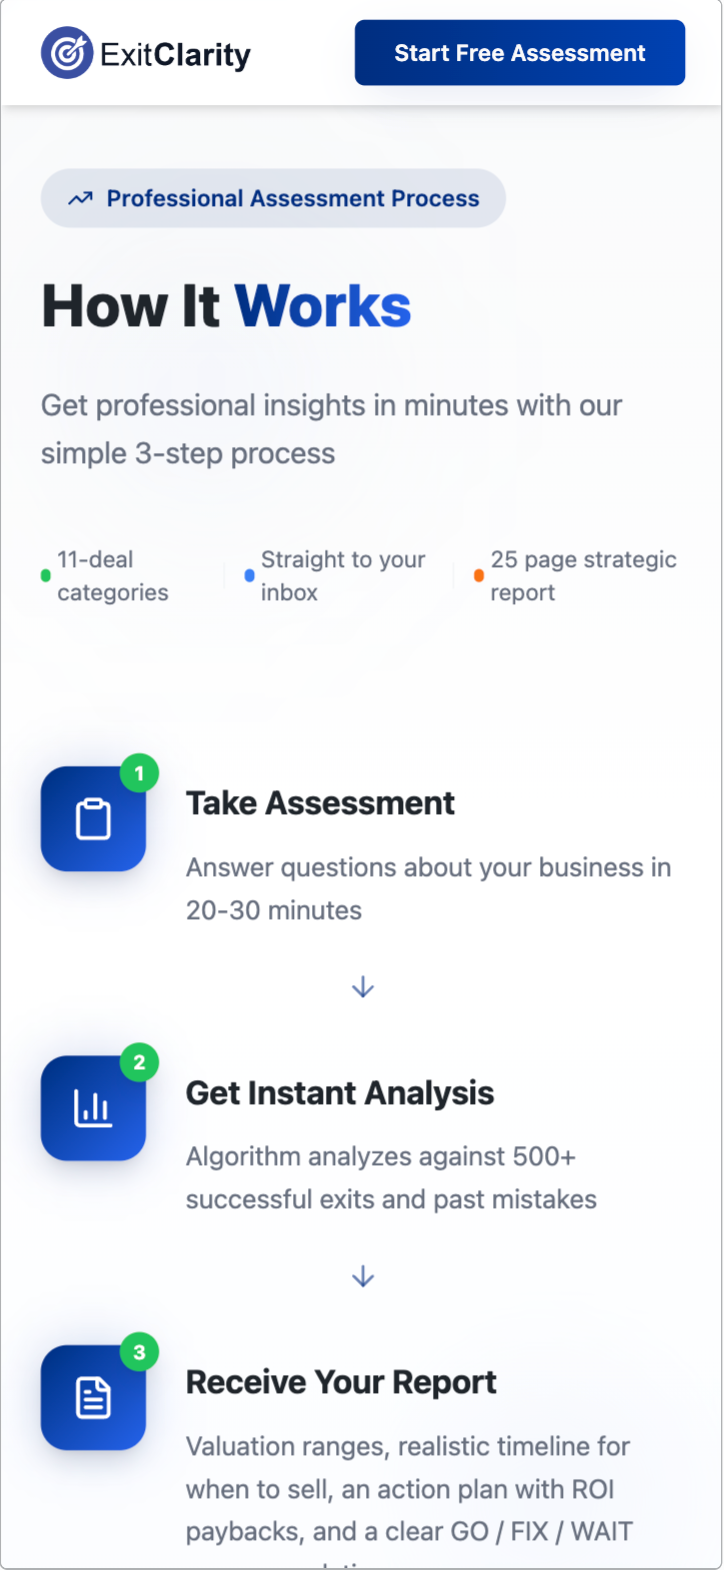 ExitClarity
Start Free Assessment
Professional Assessment Process
How It Works
Get professional insights in minutes with our
simple 3-step process
11-deal
categories
Straight to your
inbox
25 page strategic
report
1
Take Assessment
Answer questions about your business in
20-30 minutes
2
Get Instant Analysis
Algorithm analyzes against 500+
successful exits and past mistakes
3
Receive Your Report
Valuation ranges, realistic timeline for
when to sell, an action plan with ROI
paybacks, and a clear GO / FIX / WAIT